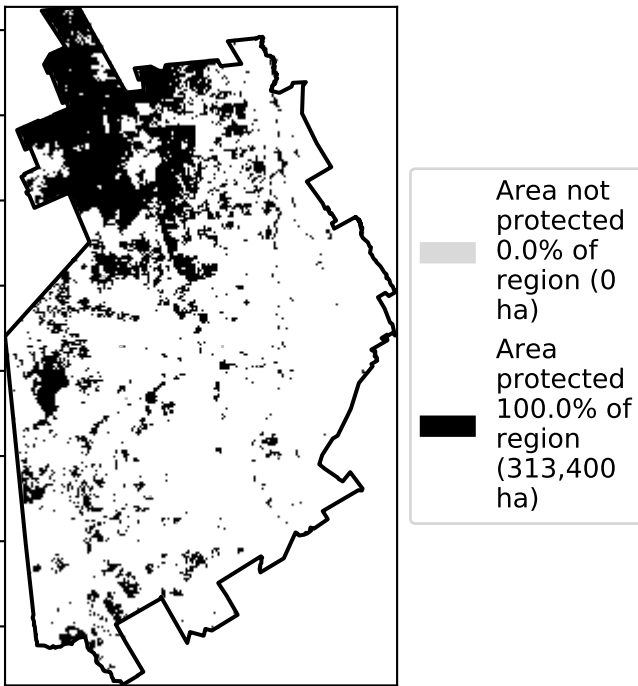 Area not
protected
0.0% of
region (0
ha)
Area
protected
100.0% of
region
(313,400
ha)